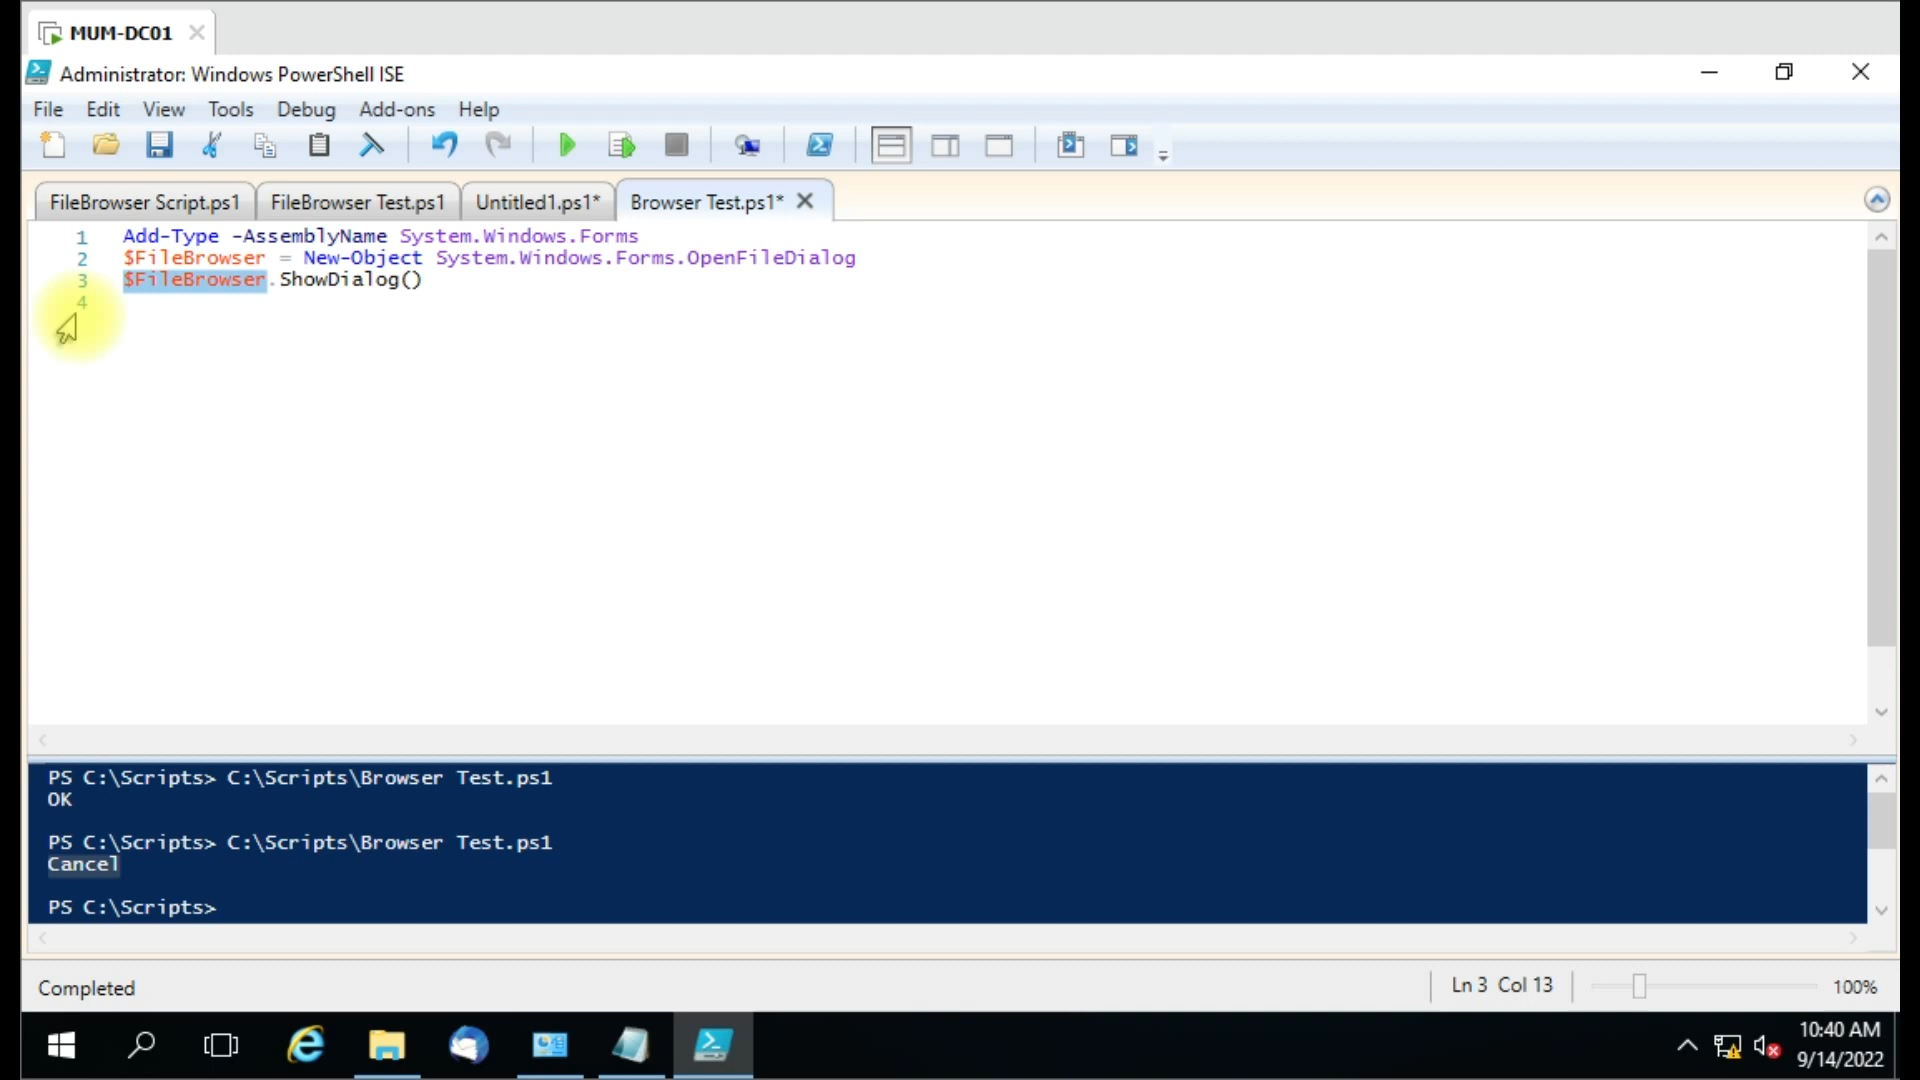 MUM-DC01
Administrator: Windows PowerShell ISE
File Edit View Tools Debug Add-ons Help
FileBrowser Script.ps1 FileBrowser Test.ps1 Untitled1.ps1* Browser Test.ps1*
1 Add-Type -AssemblyName System.Windows.Forms
2 $FileBrowser = New-Object System.Windows.Forms.OpenFileDialog
3 $FileBrowser.ShowDialog()
4
PS C:\Scripts> C:\Scripts\Browser Test.ps1
OK
PS C:\Scripts> C:\Scripts\Browser Test.ps1
Cancel
PS C:\Scripts>
Completed Ln 3 Col 13 100%
10:40 AM
9/14/2022